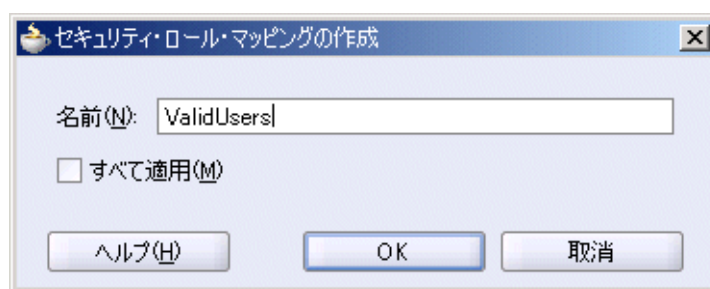 セキュリティ・ロール・マッピングの作成
名前(N): ValidUsers
すべて適用(M)
ヘルプ(H) OK 取消